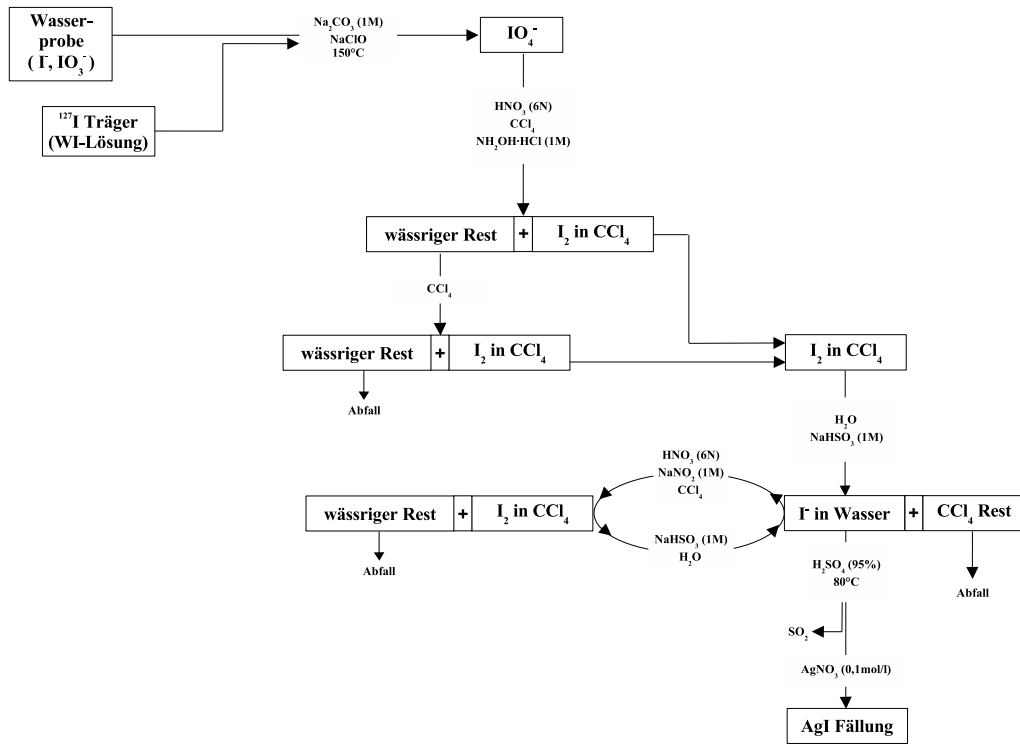 Wasser-
probe
( I⁻, IO₃⁻)
Na₂CO₃ (1M)
NaClO
150°C
IO₄⁻
¹²⁷I Träger
(WI-Lösung)
HNO₃ (6N)
CCl₄
NH₂OH·HCl (1M)
wässriger Rest + I₂ in CCl₄
CCl₄
wässriger Rest + I₂ in CCl₄
I₂ in CCl₄
Abfall
H₂O
NaHSO₃ (1M)
HNO₃ (6N)
NaNO₂ (1M)
CCl₄
wässriger Rest + I₂ in CCl₄
I⁻ in Wasser + CCl₄ Rest
NaHSO₃ (1M)
H₂O
Abfall
H₂SO₄ (95%)
80°C
Abfall
SO₂
AgNO₃ (0,1mol/l)
AgI Fällung